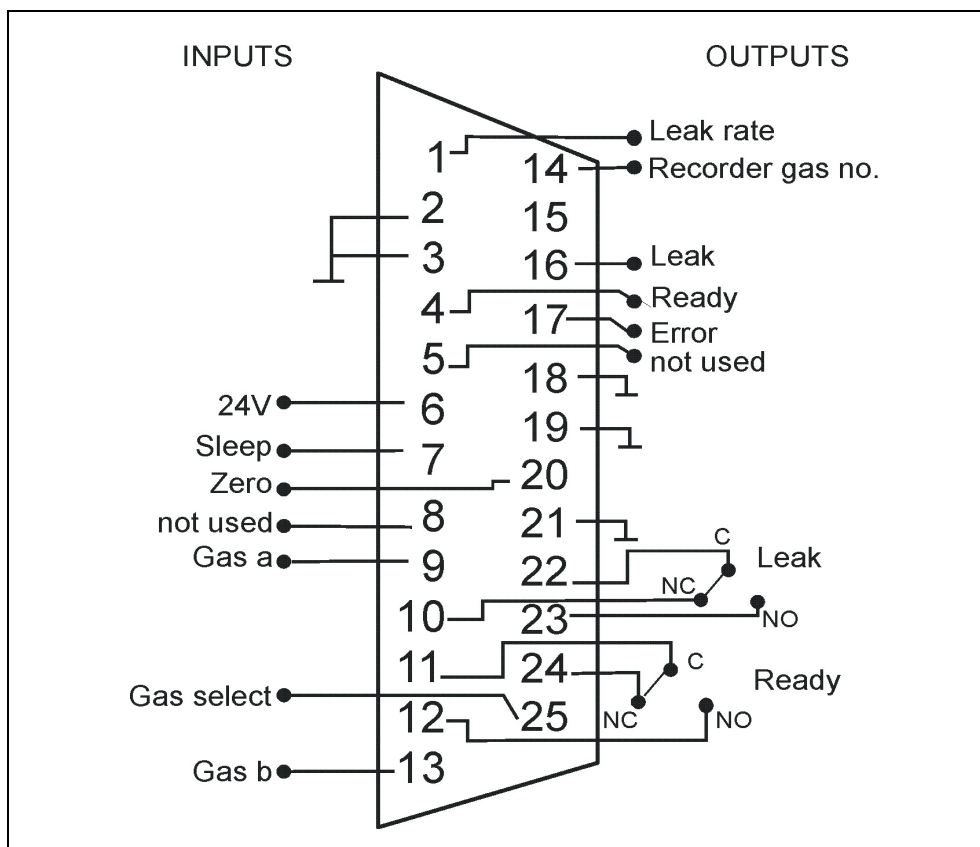 INPUTS
OUTPUTS
1
Leak rate
14
Recorder gas no.
2
15
3
16
Leak
4
Ready
17
Error
5
not used
18
24V
6
19
Sleep
7
Zero
20
not used
8
21
Gas a
9
22
C
Leak
NC
10
23
NO
11
24
C
Ready
Gas select
12
25
NC
NO
Gas b
13